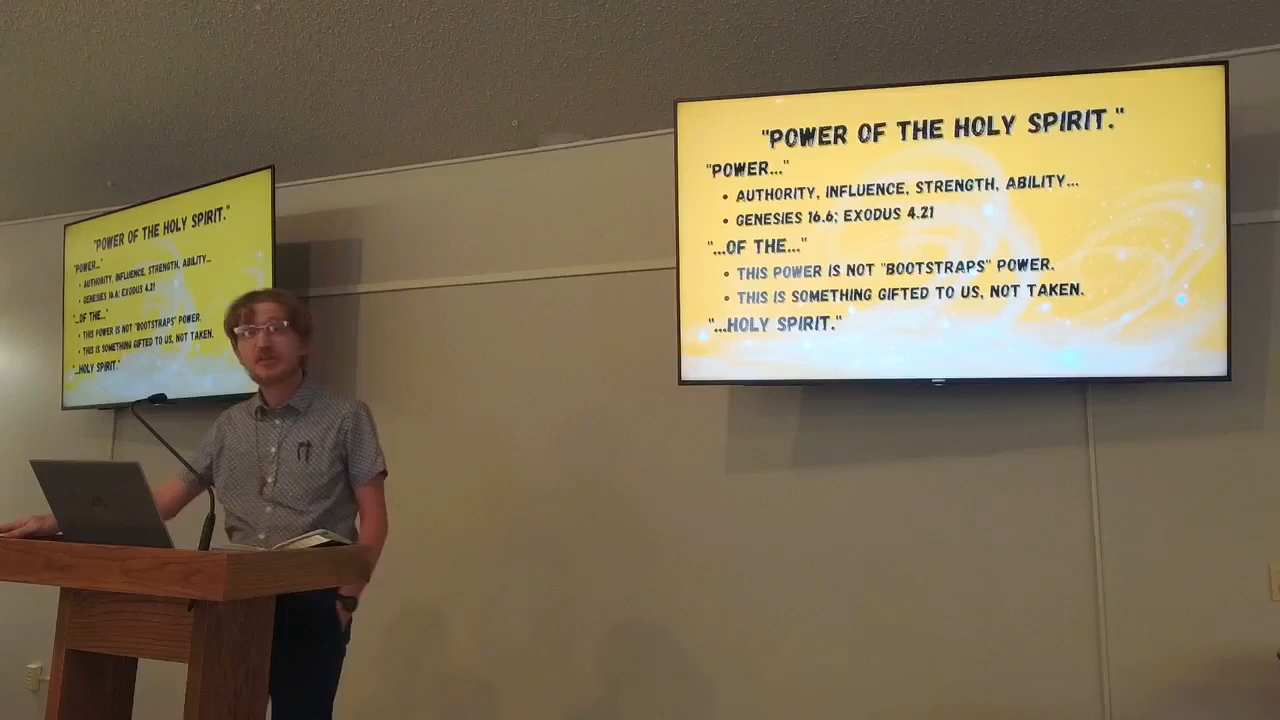 "POWER OF THE HOLY SPIRIT."
"POWER..."
• AUTHORITY, INFLUENCE, STRENGTH, ABILITY...
• GENESIES 16.6; EXODUS 4.21
"...OF THE..."
• THIS POWER IS NOT "BOOTSTRAPS" POWER.
• THIS IS SOMETHING GIFTED TO US, NOT TAKEN.
"...HOLY SPIRIT."
"POWER OF THE HOLY SPIRIT."
"POWER..."
• AUTHORITY, INFLUENCE, STRENGTH, ABILITY...
• GENESIES 16.6; EXODUS 4.21
"...OF THE..."
• THIS POWER IS NOT "BOOTSTRAPS" POWER.
• THIS IS SOMETHING GIFTED TO US, NOT TAKEN.
"...HOLY SPIRIT."